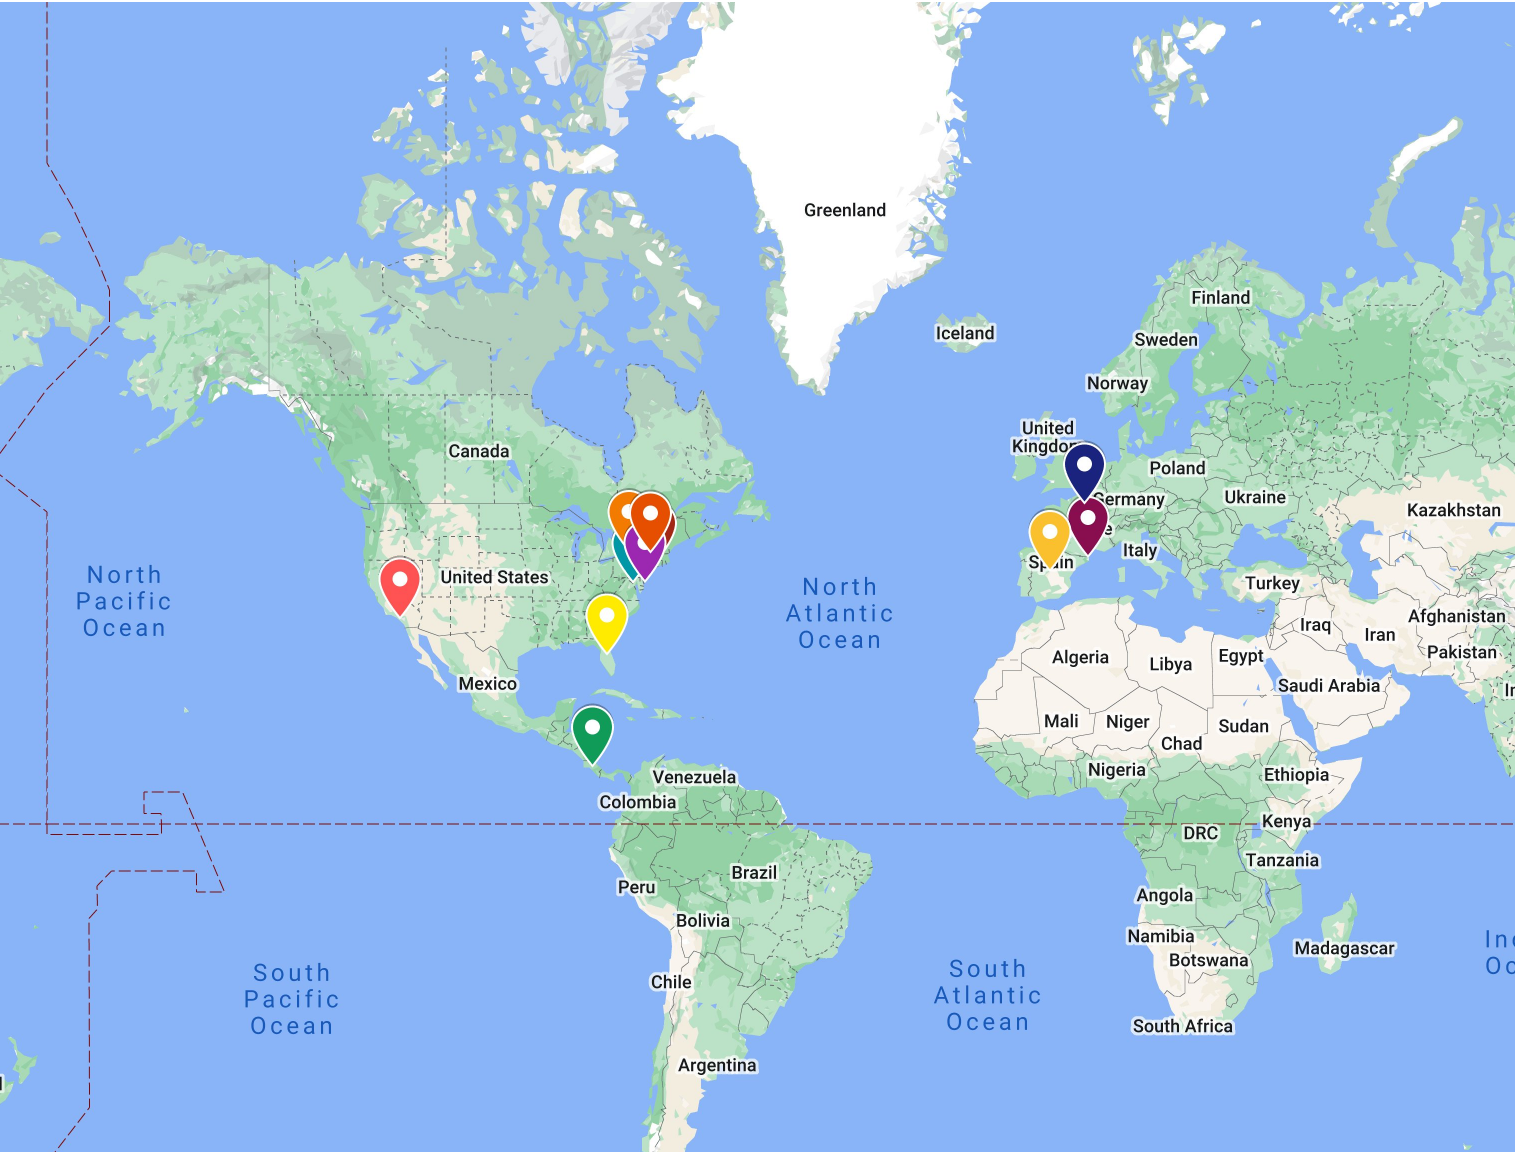 Greenland
Finland
Iceland
Sweden
Norway
United
Kingdom
Canada
Poland
Germany
Ukraine
Kazakhstan
Italy
Spain
United States
Turkey
North
Pacific
Ocean
North
Atlantic
Ocean
Afghanistan
Iraq
Iran
Pakistan
Algeria
Libya
Egypt
Saudi Arabia
Mexico
Mali
Niger
Sudan
Chad
Nigeria
Ethiopia
Venezuela
Colombia
Kenya
DRC
Tanzania
Brazil
Peru
Angola
Bolivia
Namibia
Botswana
Madagascar
South
Pacific
Ocean
Chile
South
Atlantic
Ocean
South Africa
Argentina